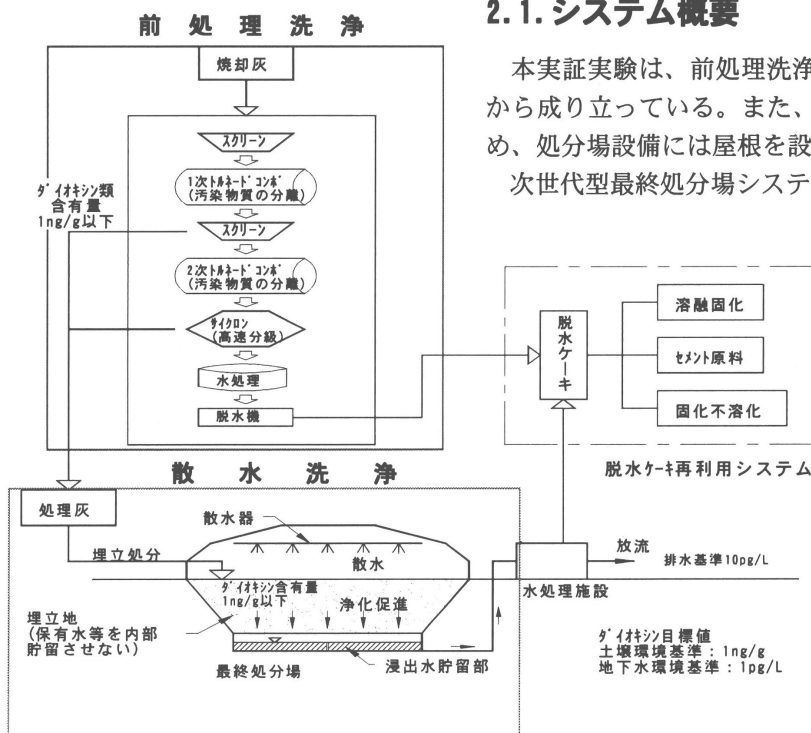 前処理洗浄
焼却灰
スクリーン
1次トルネードコンボ
(汚染物質の分離)
ダイオキシン類
含有量
1ng/g以下
スクリーン
2次トルネードコンボ
(汚染物質の分離)
サイクロン
(高速分級)
水処理
脱水機
2.1.システム概要
本実証実験は、前処理洗浄
から成り立っている。また、
め、処分場設備には屋根を設
次世代型最終処分場システ
脱水ケーキ
溶融固化
セメント原料
固化不溶化
脱水ケーキ再利用システム
散水洗浄
処理灰
埋立処分
散水器
散水
ダイオキシン含有量
1ng/g以下
浄化促進
埋立地
(保有水等を内部
貯留させない)
最終処分場
浸出水貯留部
水処理施設
放流
排水基準10pg/L
ダイオキシン目標値
土壌環境基準:1ng/g
地下水環境基準:1pg/L